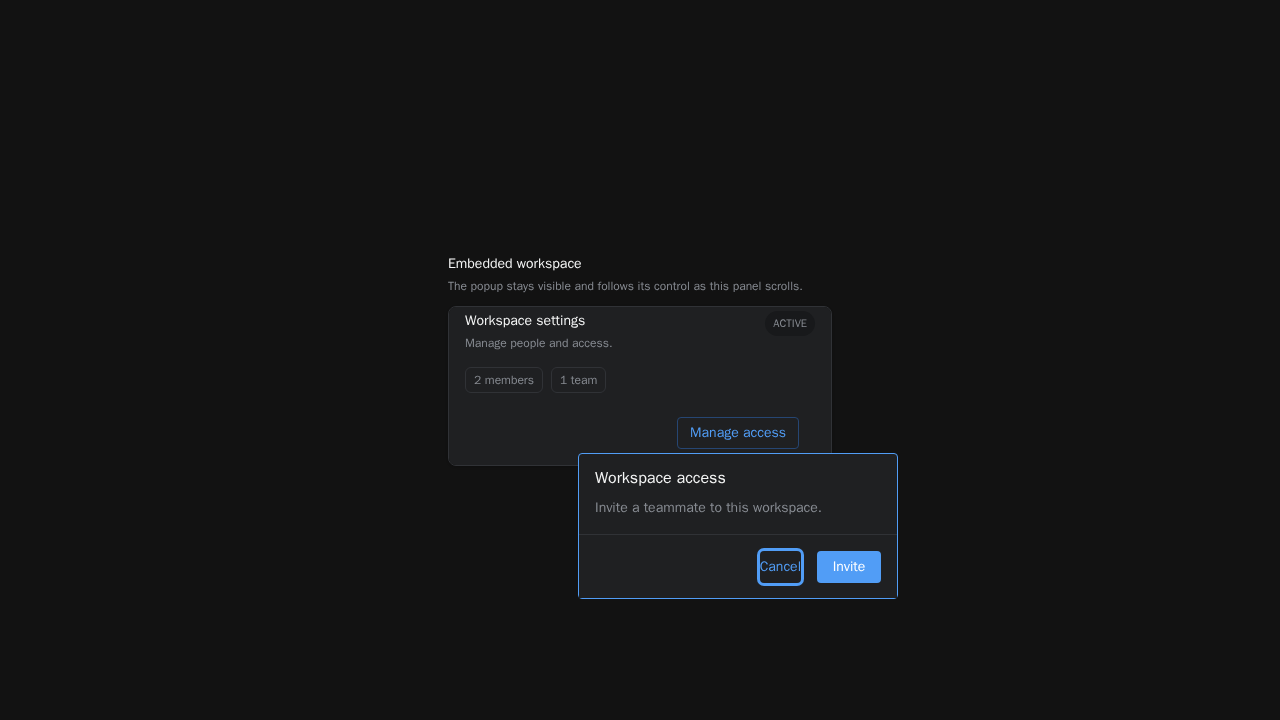 Embedded workspace
The popup stays visible and follows its control as this panel scrolls.
Workspace settings
ACTIVE
Manage people and access.
2 members
1 team
Manage access
Workspace access
Invite a teammate to this workspace.
Cancel
Invite